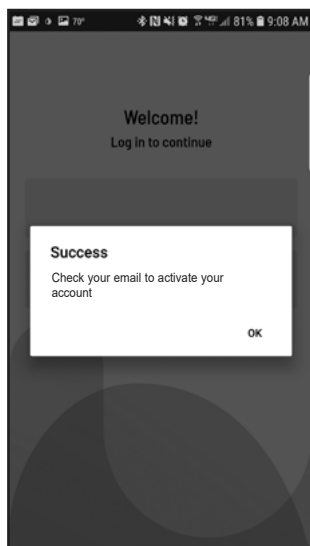 70° 81% 9:08 AM
Welcome!
Log in to continue
Success
Check your email to activate your
account
OK